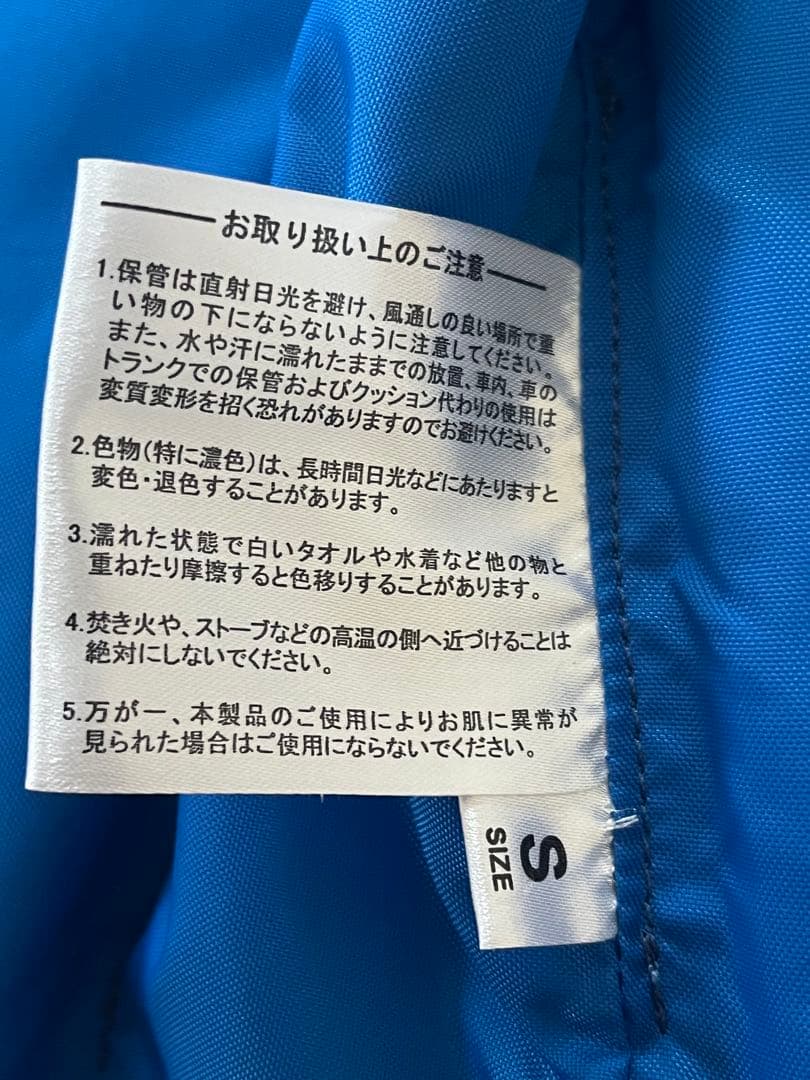 お取り扱い上のご注意
1.保管は直射日光を避け、風通しの良い場所で重
い物の下にならないように注意してください。
また、水や汗に濡れたままでの放置、車内、車の
トランクでの保管およびクッション代わりの使用は
変質変形を招く恐れがありますのでお避けください。
2.色物(特に濃色)は、長時間日光などにあたりますと
変色・退色することがあります。
3.濡れた状態で白いタオルや水着など他の物と
重ねたり摩擦すると色移りすることがあります。
4.焚き火や、ストーブなどの高温の側へ近づけることは
絶対にしないでください。
5.万が一、本製品のご使用によりお肌に異常が
見られた場合はご使用にならないでください。
S
SIZE